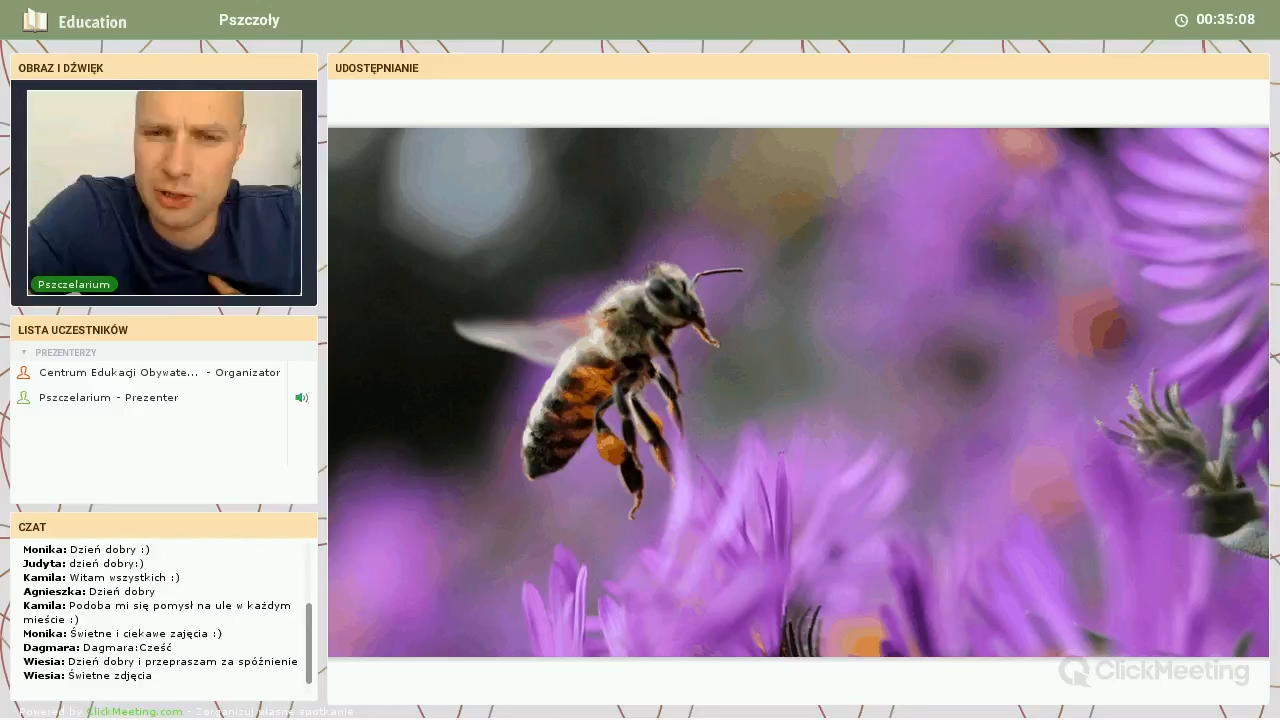 Education
Pszczoły
00:35:08
OBRAZ I DŹWIĘK
Pszczelarium
LISTA UCZESTNIKÓW
PREZENTERZY
Centrum Edukacji Obywate... - Organizator
Pszczelarium - Prezenter
CZAT
Monika: Dzień dobry :)
Judyta: dzień dobry:)
Kamila: Witam wszystkich :)
Agnieszka: Dzień dobry
Kamila: Podoba mi się pomysł na ule w każdym
mieście :)
Monika: Świetne i ciekawe zajęcia :)
Dagmara: Dagmara:Cześć
Wiesia: Dzień dobry i przepraszam za spóźnienie
Wiesia: Świetne zdjęcia
Powered by ClickMeeting.com - Zorganizuj własne spotkanie
UDOSTĘPNIANIE
ClickMeeting